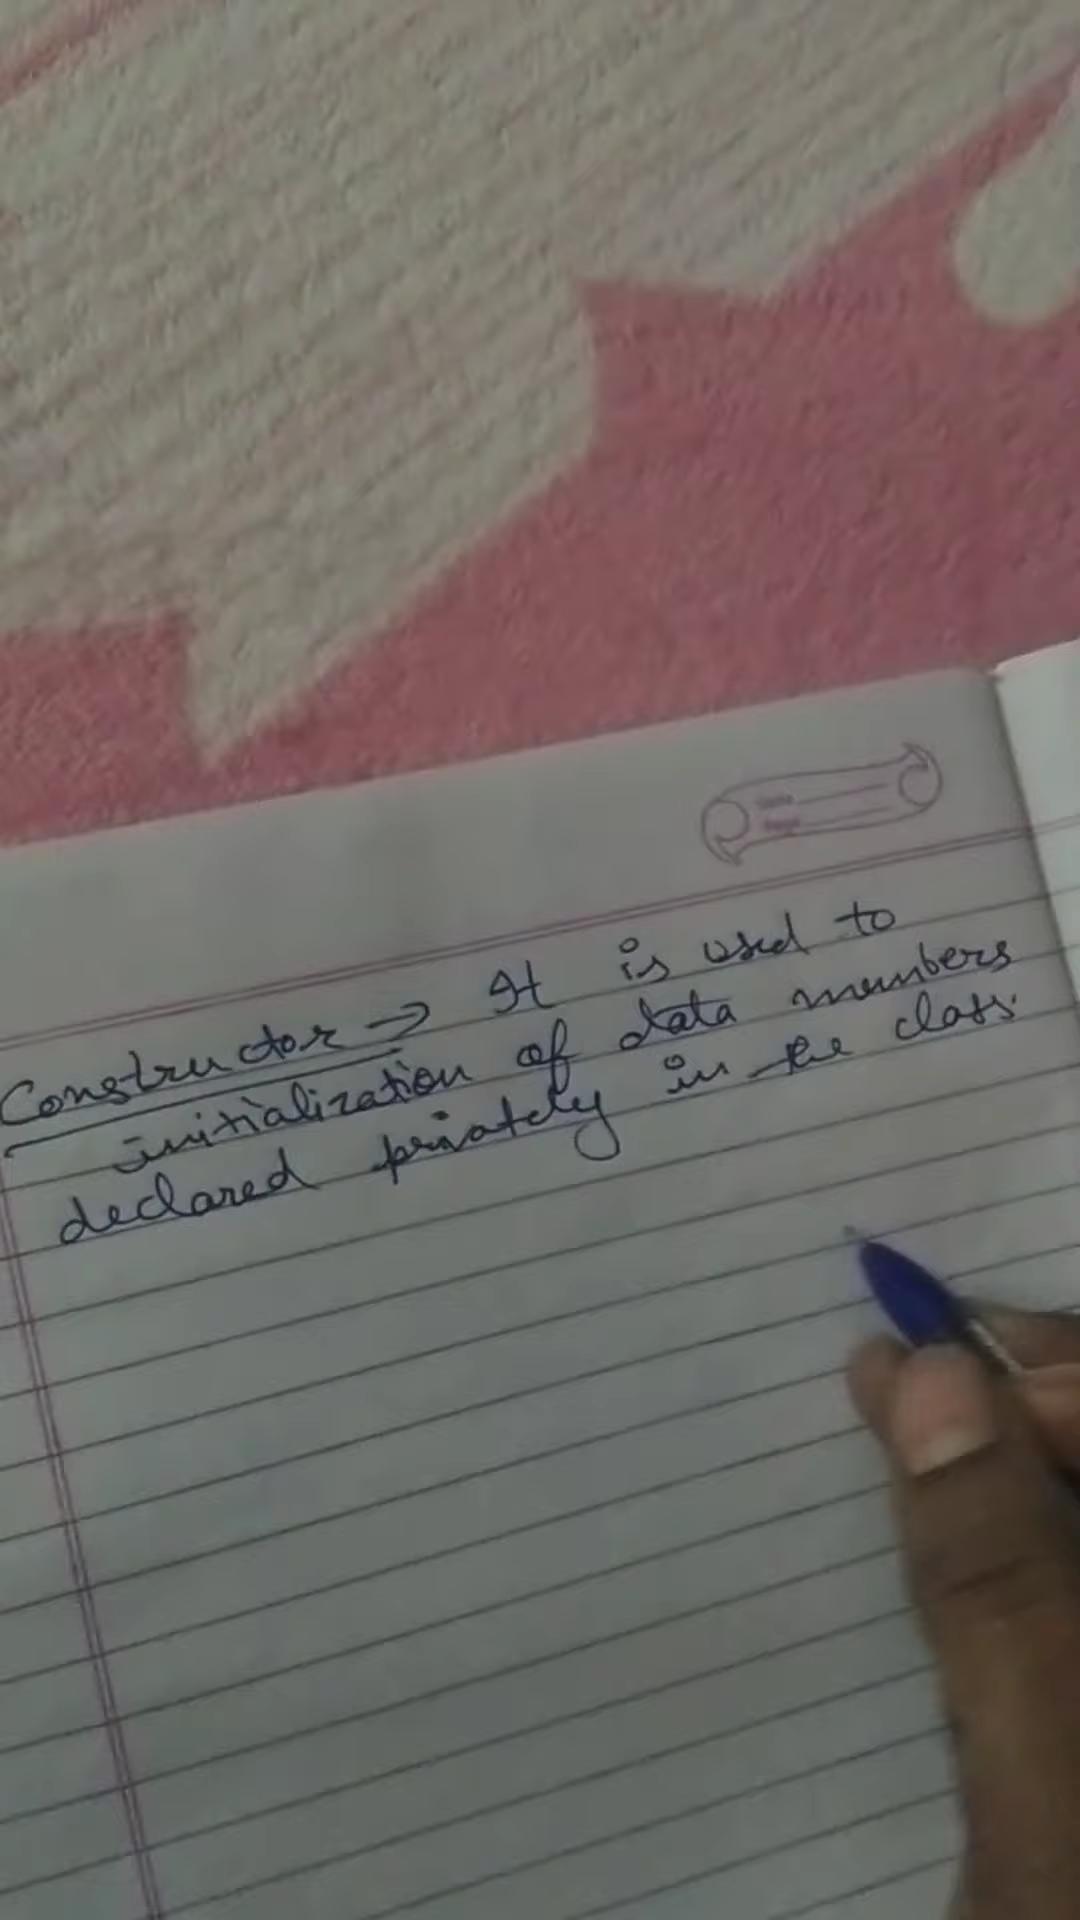 Constructor → It is used to
initialization of data members
declared privately in the class.